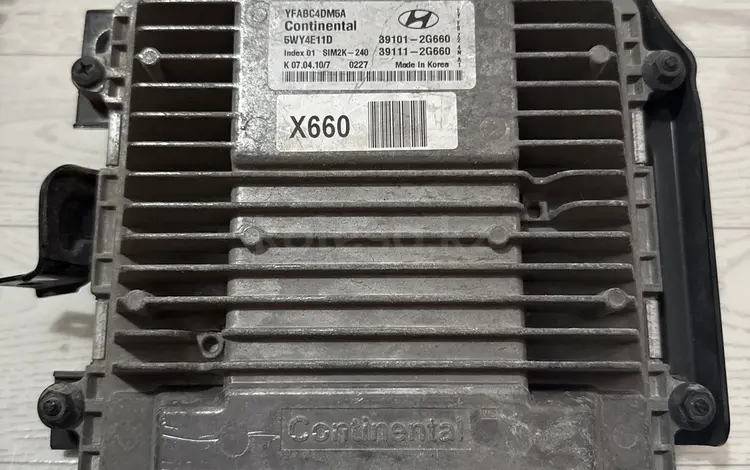 YFABC4DM5A
Continental
5WY4E11D 39101-2G660
Index 01 SIM2K-240 39111-2G660
K 07.04.10/7 0227 Made in Korea
X660
Continental